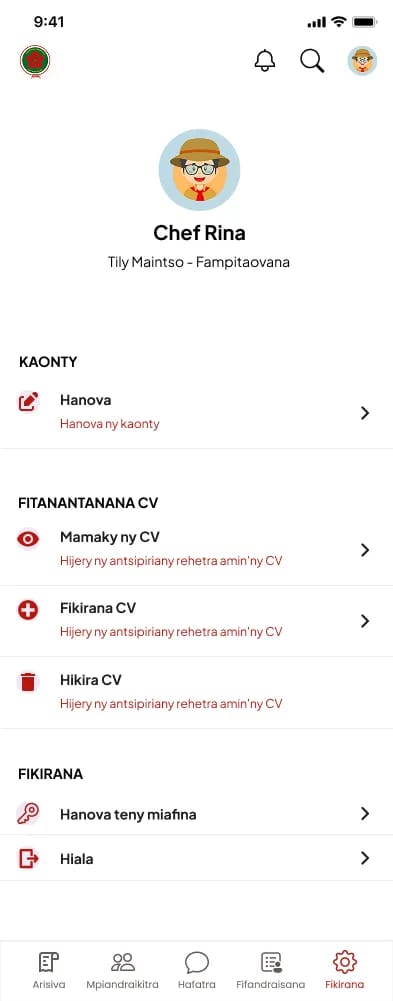 9:41
Chef Rina
Tily Maintso - Fampitaovana
KAONTY
Hanova
Hanova ny kaonty
FITANANTANANA CV
Mamaky ny CV
Hijery ny antsipiriany rehetra amin'ny CV
Fikirana CV
Hijery ny antsipiriany rehetra amin'ny CV
Hikira CV
Hijery ny antsipiriany rehetra amin'ny CV
FIKIRANA
Hanova teny miafina
Hiala
Arisiva
Mpiandraikitra
Hafatra
Fifandraisana
Fikirana